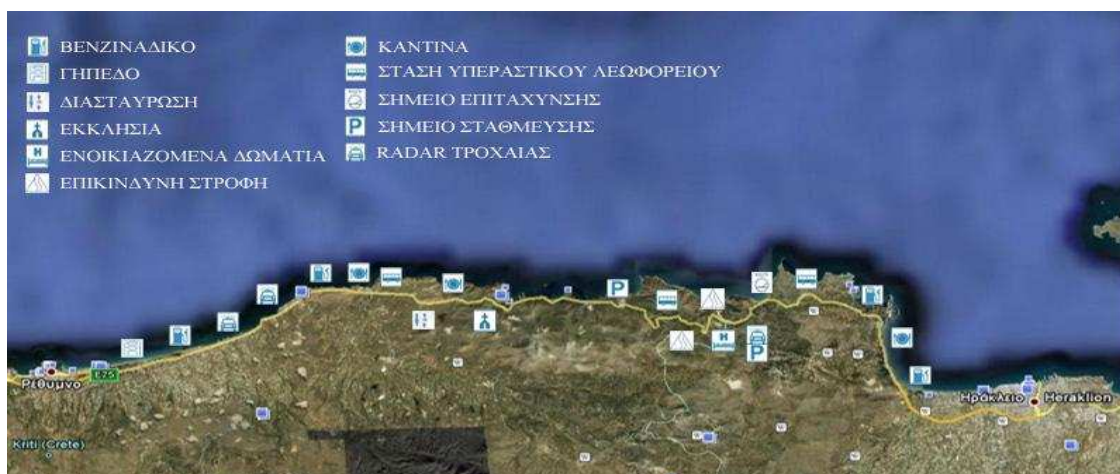 ΒΕΝΖΙΝΑΔΙΚΟ
ΓΗΠΕΔΟ
ΔΙΑΣΤΑΥΡΩΣΗ
ΕΚΚΛΗΣΙΑ
ΕΝΟΙΚΙΑΖΟΜΕΝΑ ΔΩΜΑΤΙΑ
ΕΠΙΚΙΝΔΥΝΗ ΣΤΡΟΦΗ
ΚΑΝΤΙΝΑ
ΣΤΑΣΗ ΥΠΕΡΑΣΤΙΚΟΥ ΛΕΩΦΟΡΕΙΟΥ
ΣΗΜΕΙΟ ΕΠΙΤΑΧΥΝΣΗΣ
P ΣΗΜΕΙΟ ΣΤΑΘΜΕΥΣΗΣ
RADAR ΤΡΟΧΑΙΑΣ
P
H
P
E75
Ρέθυμνο
Ηράκλειο Heraklion
Kriti (Crete)